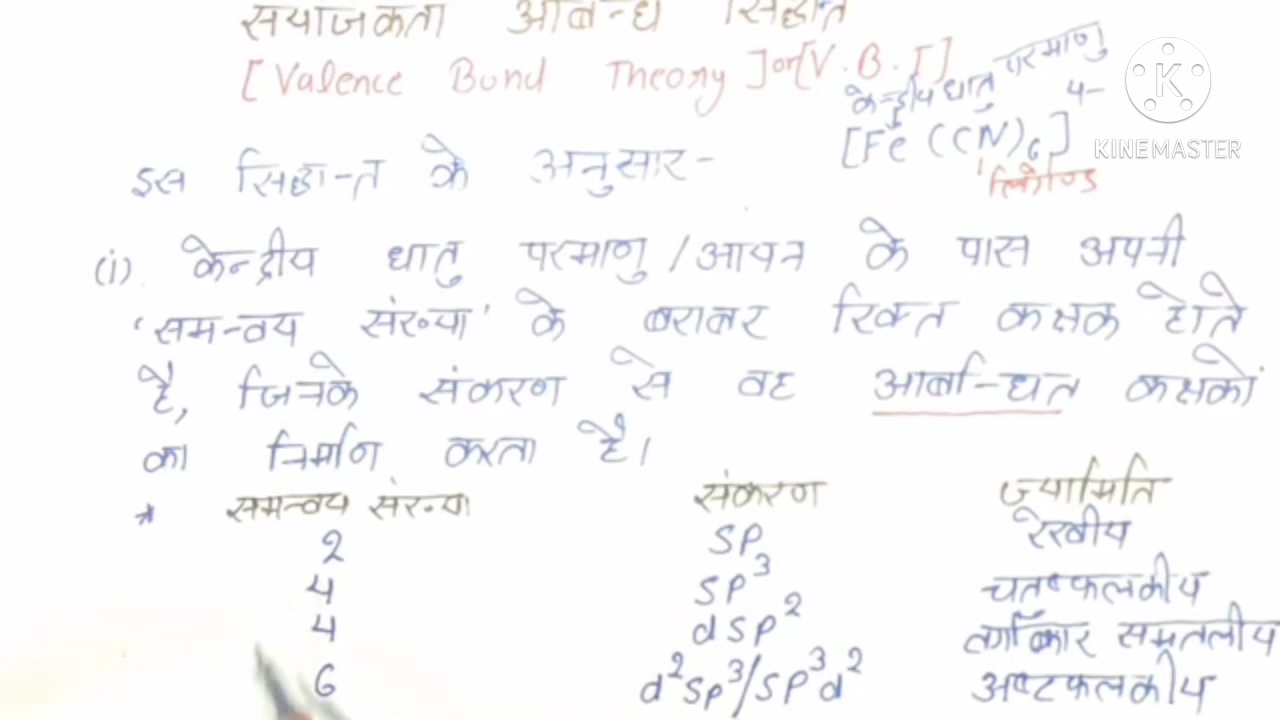 संयोजकता आबन्ध सिद्धांत
[Valence Bond Theory] or [V.B.T]
केन्द्रीय धातु परमाणु
[Fe(CN)6]4-
लिगेण्ड
K
KINEMASTER
इस सिद्धान्त के अनुसार-
(i) केन्द्रीय धातु परमाणु/आयन के पास अपनी
'समन्वय संख्या' के बराबर रिक्त कक्षक होते
है, जिनके संकरण से वह आबन्धित कक्षकों
का निर्माण करता है।
* समन्वय संख्या संकरण ज्यामिति
2 SP रेखीय
4 SP3 चतुष्फलकीय
4 dSP2 वर्गाकार समतलीय
6 d2SP3/SP3d2 अष्टफलकीय